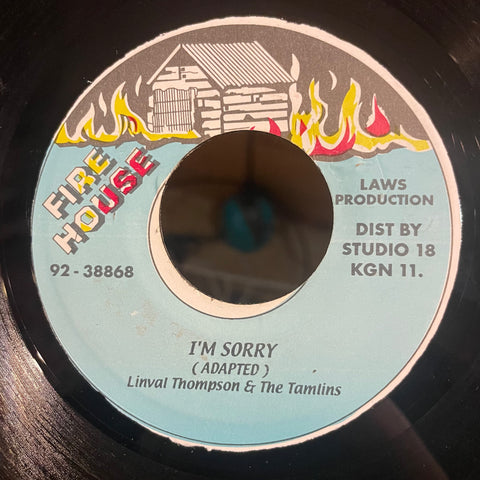 FIRE
HOUSE
92-38868
LAWS
PRODUCTION
DIST BY
STUDIO 18
KGN 11.
I'M SORRY
( ADAPTED )
Linval Thompson & The Tamlins